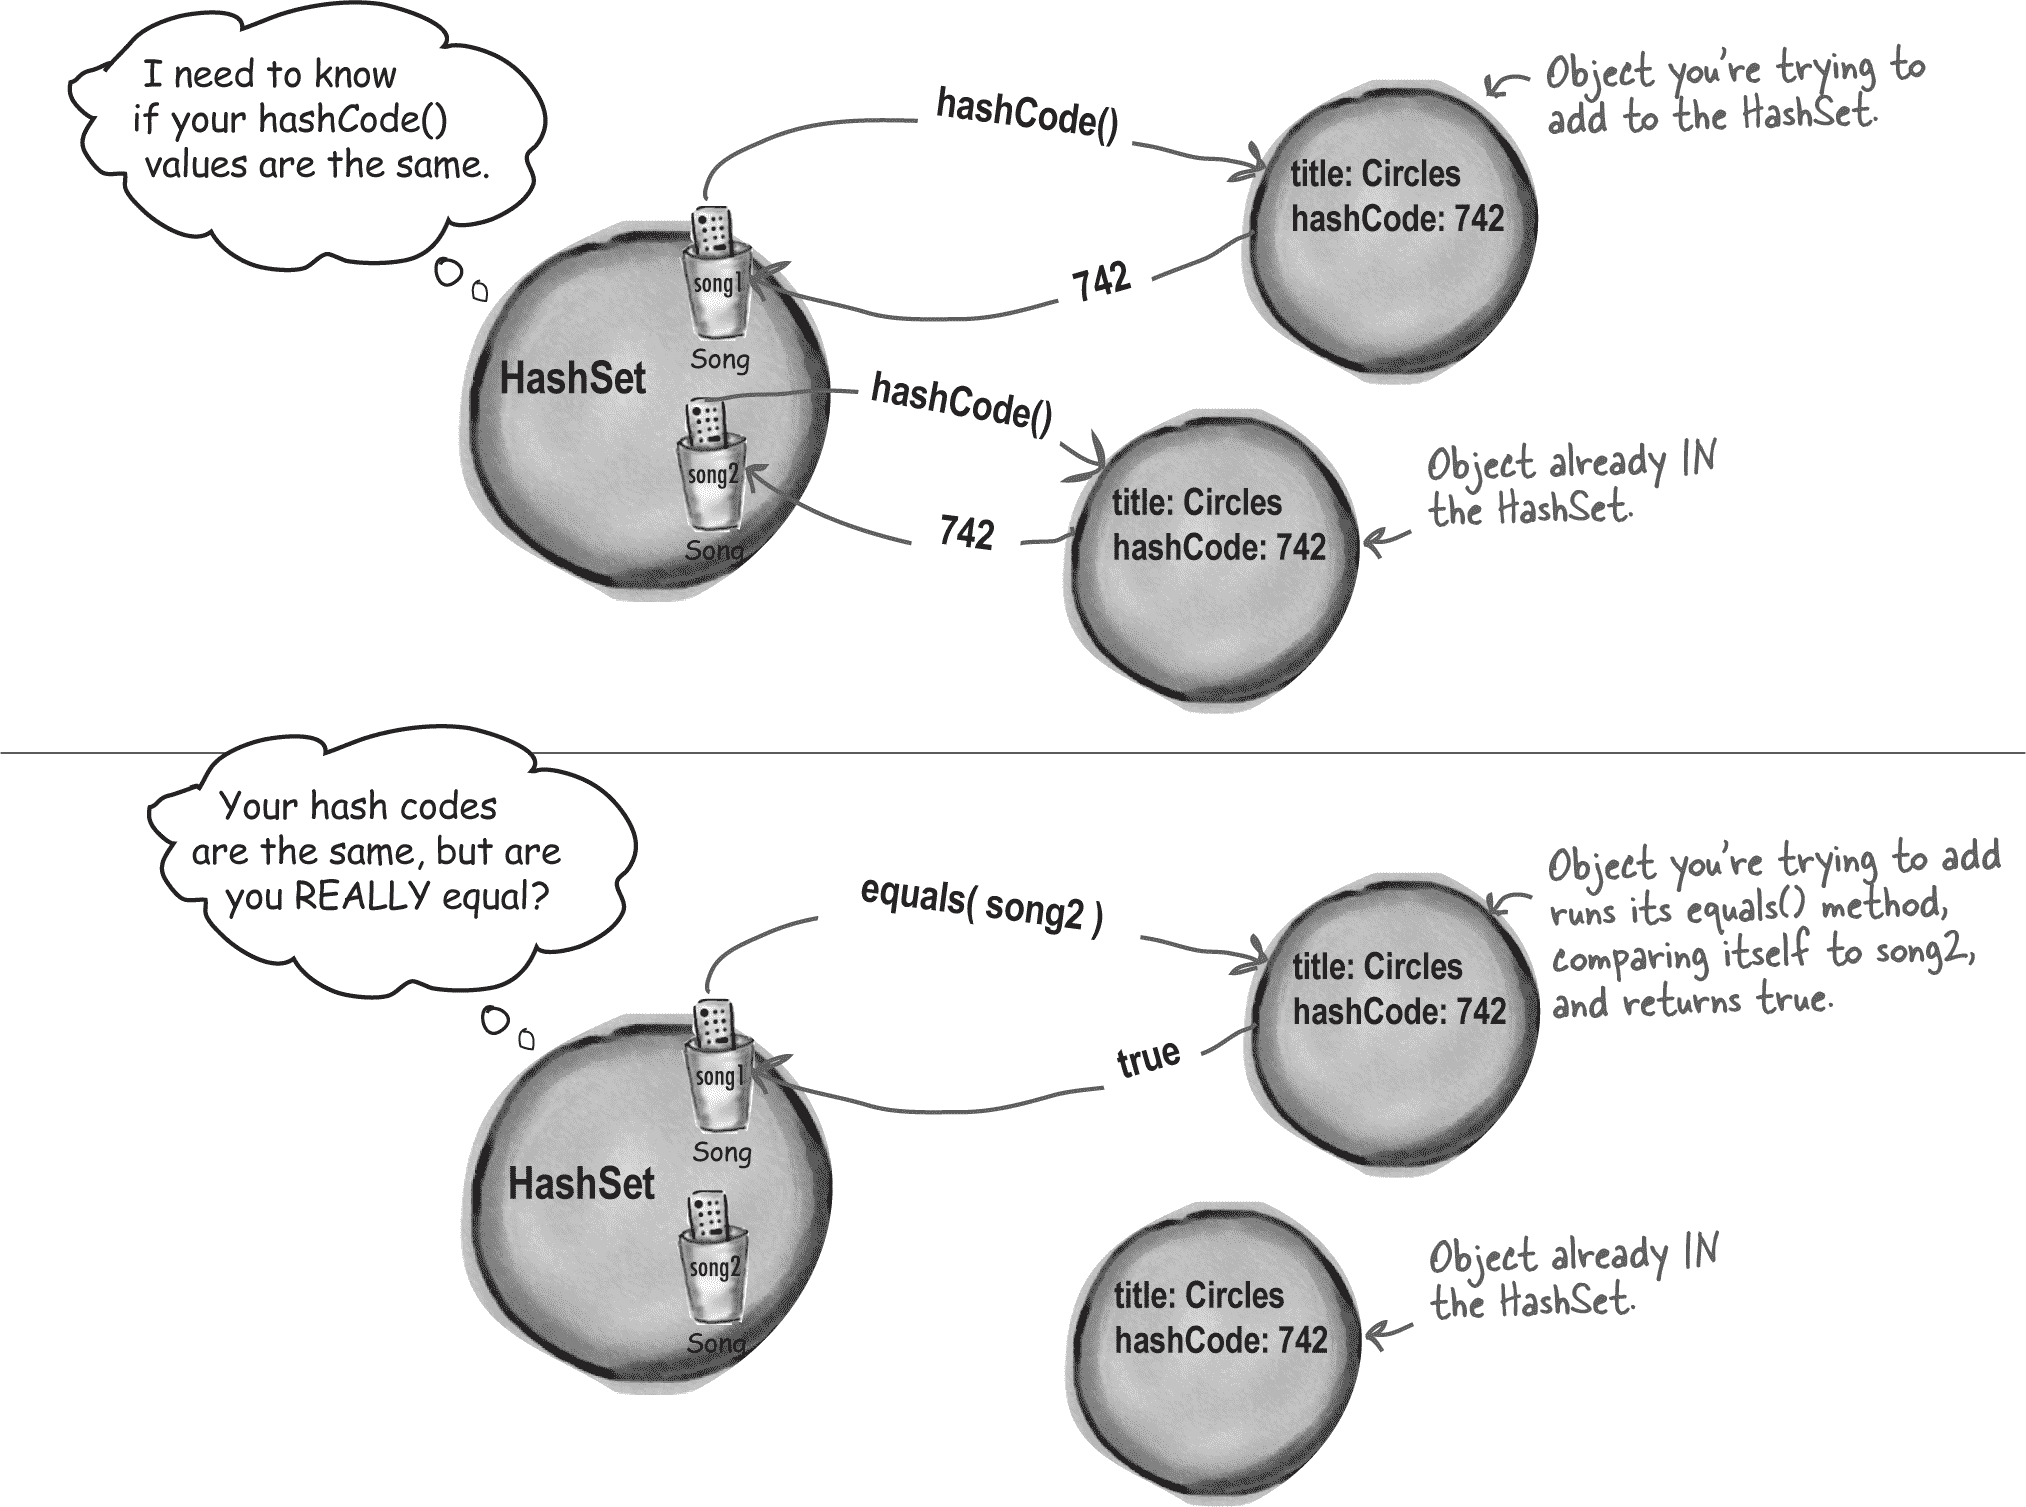 I need to know
if your hashCode()
values are the same.
hashCode()
Object you're trying to
add to the HashSet.
title: Circles
hashCode: 742
742
song1
Song
HashSet
hashCode()
song2
Song
742
title: Circles
hashCode: 742
Object already IN
the HashSet.
Your hash codes
are the same, but are
you REALLY equal?
equals( song2 )
Object you're trying to add
runs its equals() method,
comparing itself to song2,
and returns true.
title: Circles
hashCode: 742
true
song1
Song
HashSet
song2
Song
title: Circles
hashCode: 742
Object already IN
the HashSet.